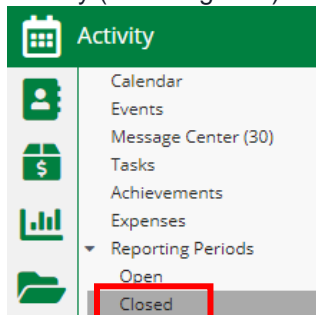 Activity
Calendar
Events
Message Center (30)
Tasks
Achievements
Expenses
Reporting Periods
Open
Closed